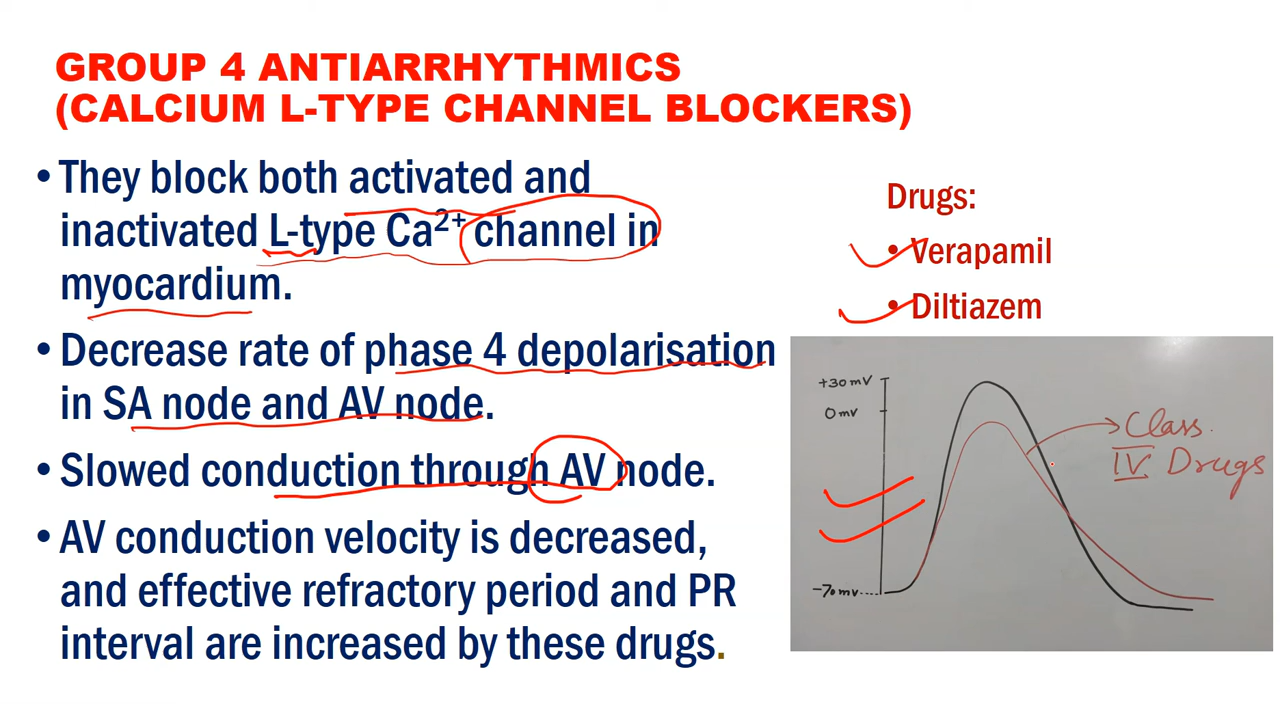 GROUP 4 ANTIARRHYTHMICS
(CALCIUM L-TYPE CHANNEL BLOCKERS)
• They block both activated and
inactivated L-type Ca²⁺ channel in
myocardium.
• Decrease rate of phase 4 depolarisation
in SA node and AV node.
• Slowed conduction through AV node.
• AV conduction velocity is decreased,
and effective refractory period and PR
interval are increased by these drugs.
Drugs:
• Verapamil
• Diltiazem
+30 mV
0 mV
-70 mv
Class.
IV Drugs